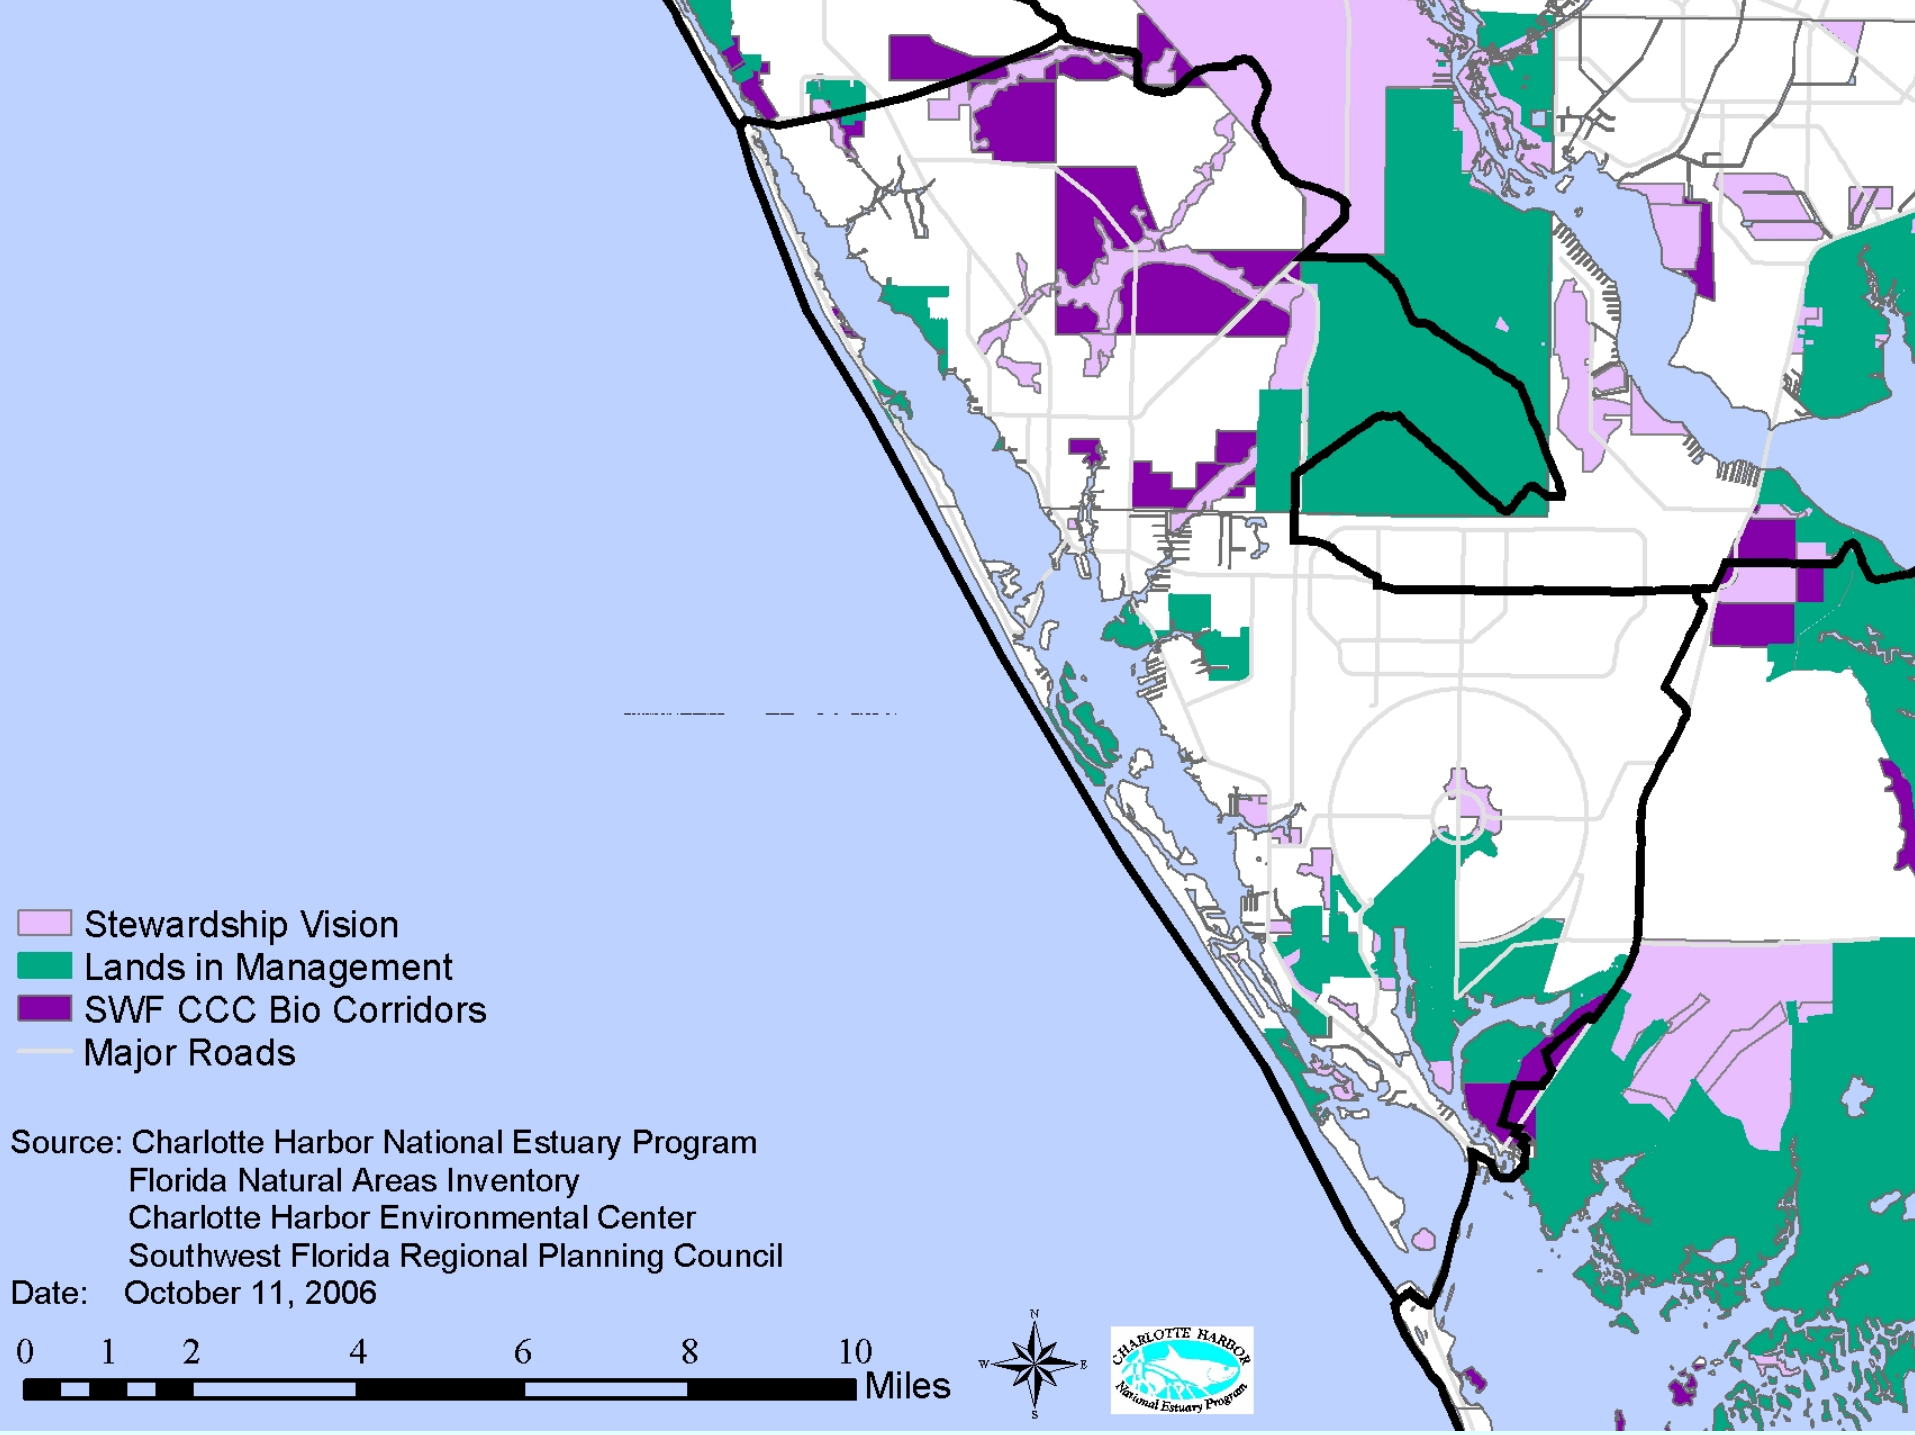 Stewardship Vision
Lands in Management
SWF CCC Bio Corridors
Major Roads
Source: Charlotte Harbor National Estuary Program
Florida Natural Areas Inventory
Charlotte Harbor Environmental Center
Southwest Florida Regional Planning Council
Date: October 11, 2006
0 1 2 4 6 8 10
Miles
N
W E
S
CHARLOTTE HARBOR
National Estuary Program